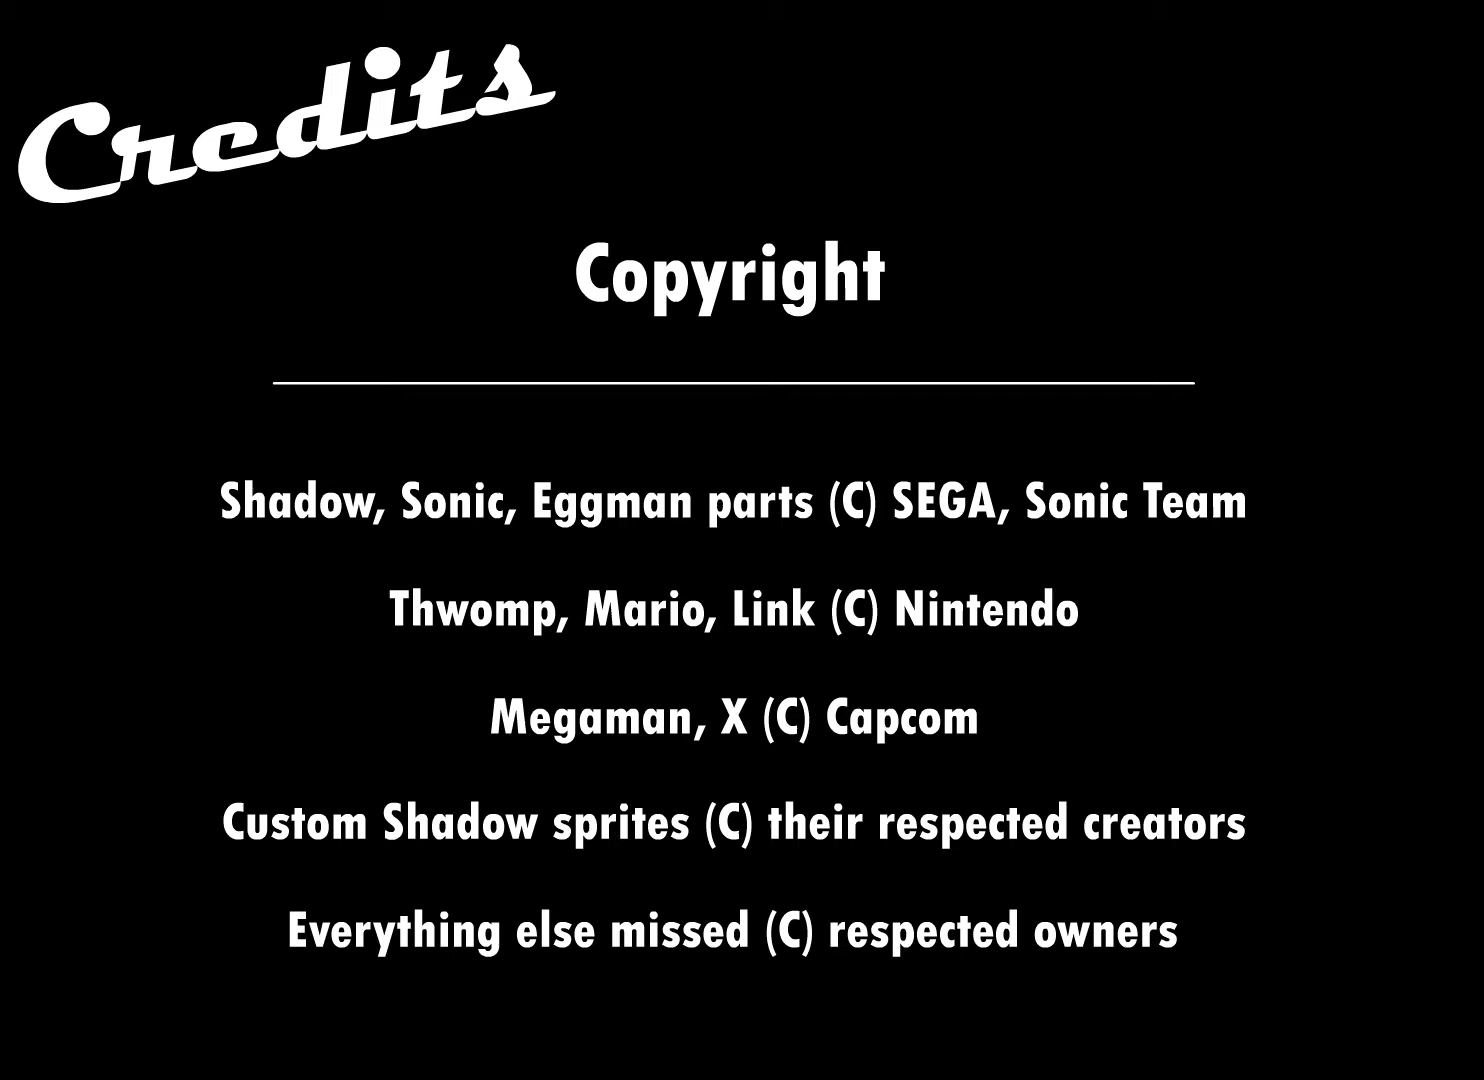 Credits
Copyright
Shadow, Sonic, Eggman parts (C) SEGA, Sonic Team
Thwomp, Mario, Link (C) Nintendo
Megaman, X (C) Capcom
Custom Shadow sprites (C) their respected creators
Everything else missed (C) respected owners